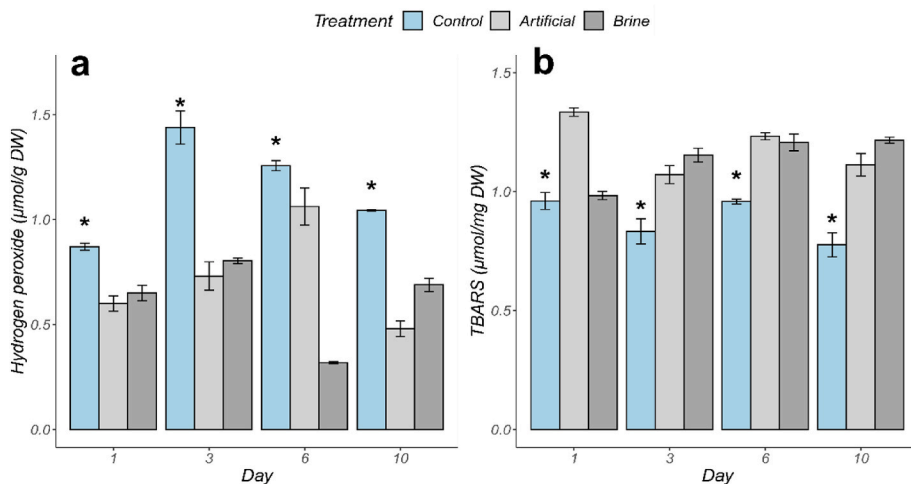 Treatment Control Artificial Brine
a
Hydrogen peroxide (µmol/g DW)
1.5
1.0
0.5
0.0
*
*
*
*
1 3 6 10
Day
b
TBARS (µmol/mg DW)
1.5
1.0
0.5
0.0
*
*
*
*
1 3 6 10
Day